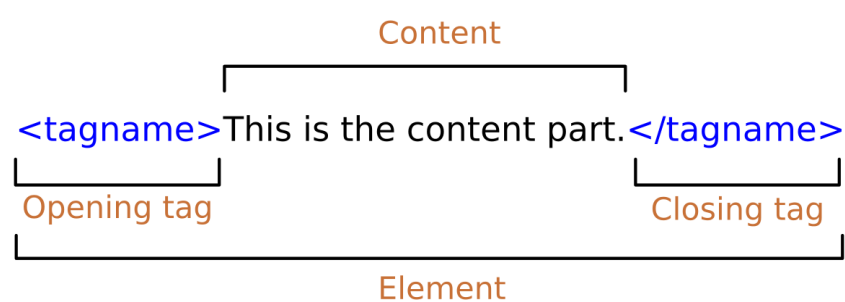 Content
<tagname>This is the content part.</tagname>
Opening tag
Closing tag
Element